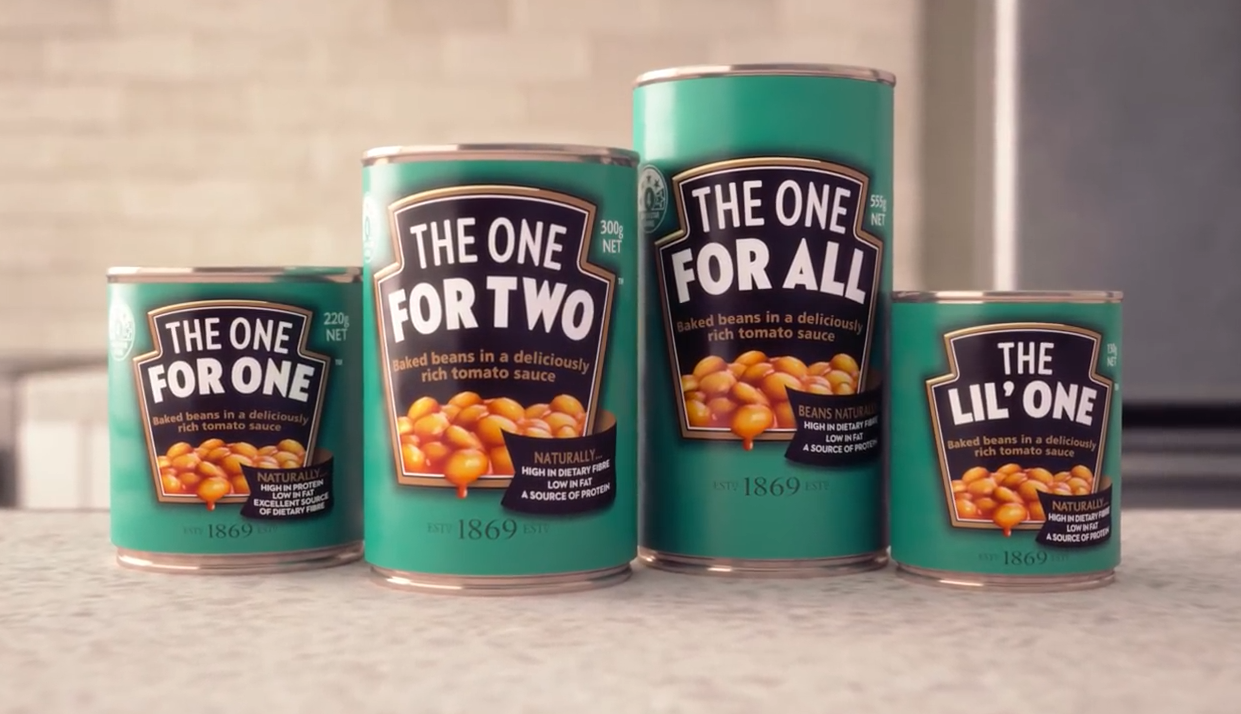 220g
NET
THE ONE
FOR ONE
Baked beans in a deliciously
rich tomato sauce
NATURALLY...
HIGH IN PROTEIN
LOW IN FAT
EXCELLENT SOURCE
OF DIETARY FIBRE
ESTD 1869 ESTD
300g
NET
TM
THE ONE
FOR TWO
Baked beans in a deliciously
rich tomato sauce
NATURALLY...
HIGH IN DIETARY FIBRE
LOW IN FAT
A SOURCE OF PROTEIN
ESTD 1869 ESTD
555g
NET
THE ONE
FOR ALL
Baked beans in a deliciously
rich tomato sauce
BEANS
HIGH IN DIETARY FIBRE
LOW IN FAT
A SOURCE OF PROTEIN
ESTD 1869 ESTD
NET
THE
LIL' ONE
Baked beans in a deliciously
rich tomato sauce
NATURALLY...
HIGH IN DIETARY FIBRE
LOW IN FAT
A SOURCE OF PROTEIN
1869